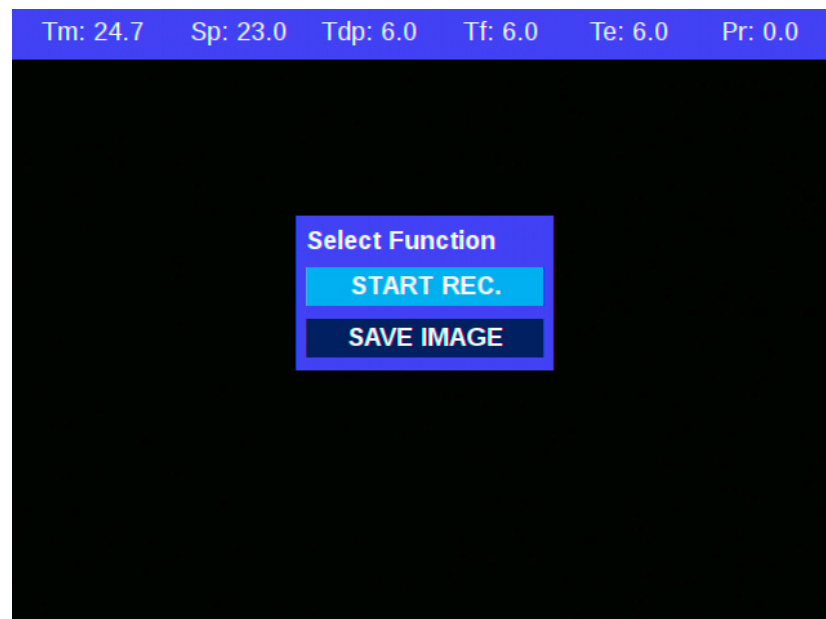 Tm: 24.7 Sp: 23.0 Tdp: 6.0 Tf: 6.0 Te: 6.0 Pr: 0.0
Select Function
START REC.
SAVE IMAGE